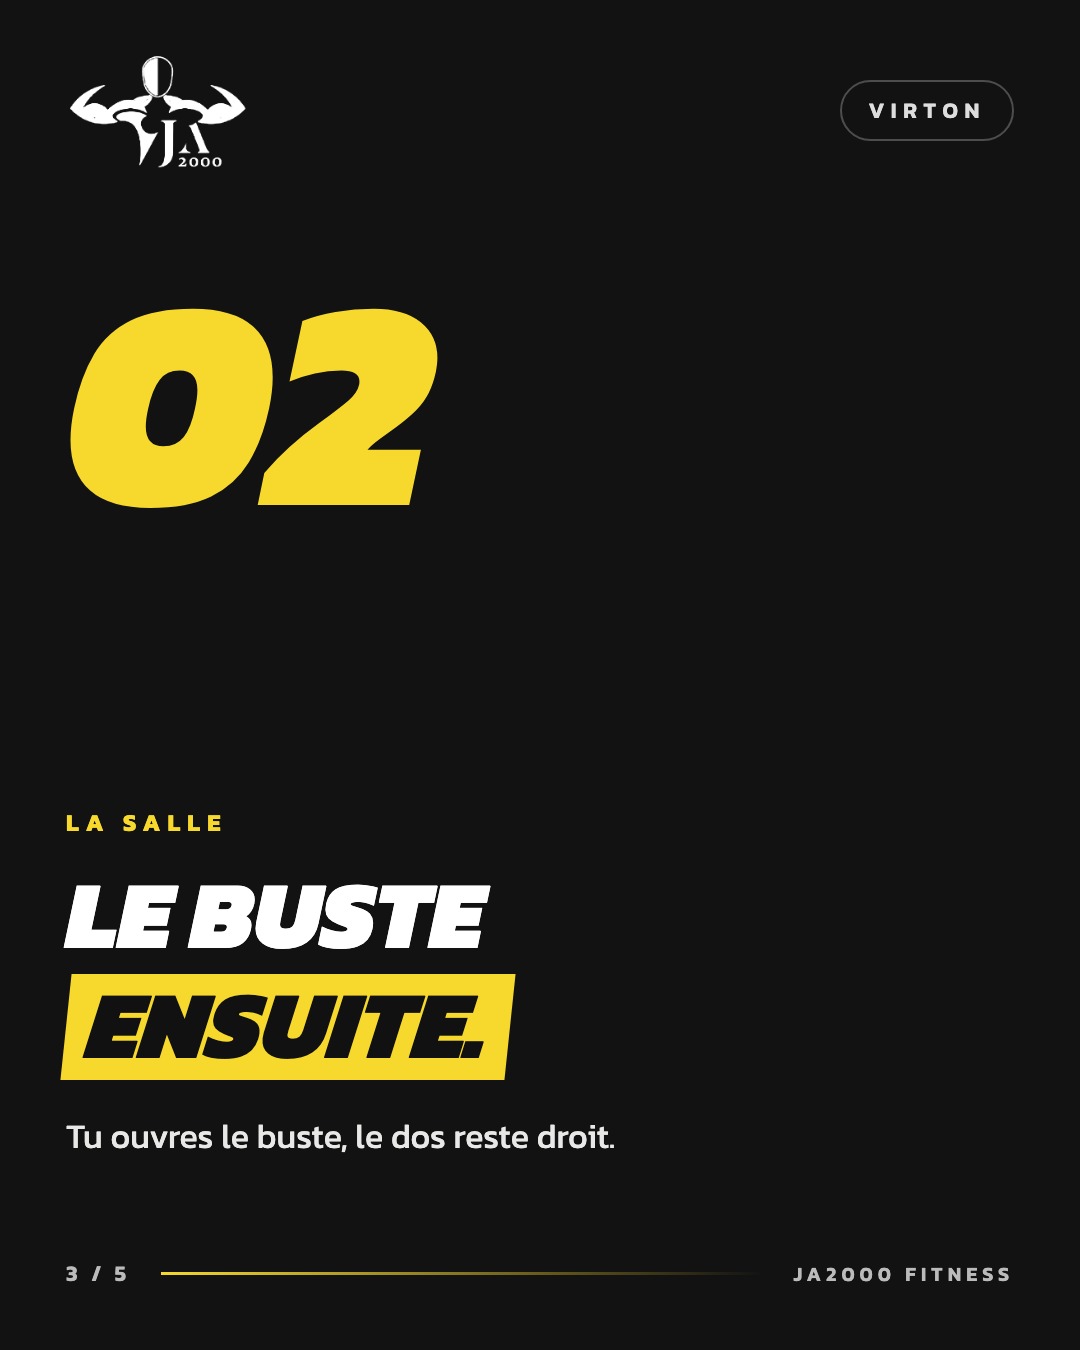 JA
2000
VIRTON
02
LA SALLE
LE BUSTE
ENSUITE.
Tu ouvres le buste, le dos reste droit.
3 / 5
JA2000 FITNESS